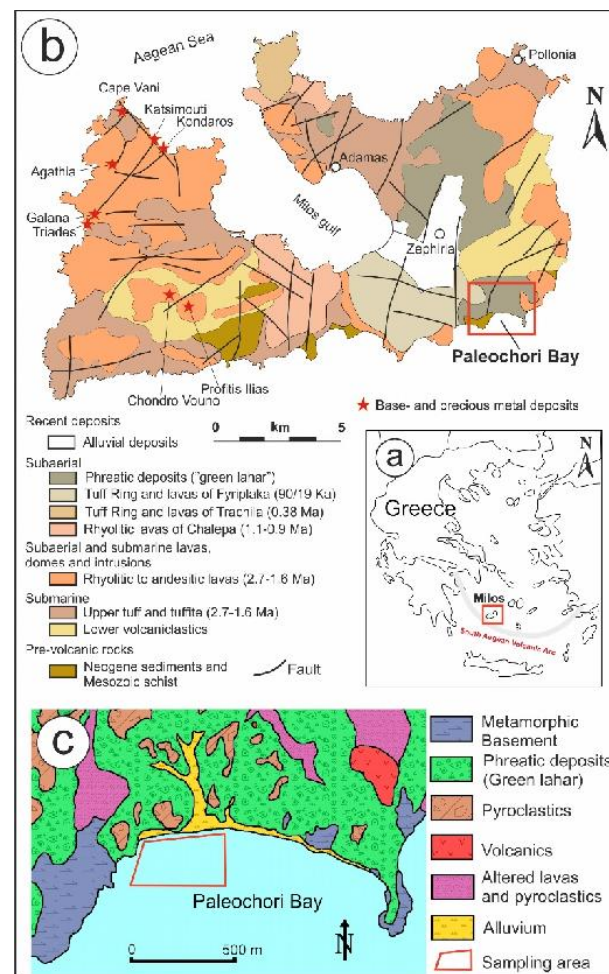 b
Aegean Sea
Pollonia
N
Cape Vani
Katsimouti
Kondaros
Agathia
Adamas
Milos gulf
Galana
Triades
Zephiria
Paleochori Bay
Profitis Ilias
Chondro Vouno
★ Base- and precious metal deposits
0 km 5
Recent deposits
Alluvial deposits
Subaerial
Phreatic deposits ("green lahar")
Tuff Ring and lavas of Fyriplaka (90/19 Ka)
Tuff Ring and lavas of Trachila (0.38 Ma)
Rhyolitic lavas of Chalepa (1.1-0.9 Ma)
Subaerial and submarine lavas,
domes and intrusions
Rhyolitic to andesitic lavas (2.7-1.6 Ma)
Submarine
Upper tuff and tuffite (2.7-1.6 Ma)
Lower volcaniclastics
Pre-volcanic rocks
Neogene sediments and
Mesozoic schist
Fault
a
N
Greece
Milos
South Aegean Volcanic Arc
c
Paleochori Bay
0 500 m
N
Metamorphic
Basement
Phreatic deposits
(Green lahar)
Pyroclastics
Volcanics
Altered lavas
and pyroclastics
Alluvium
Sampling area